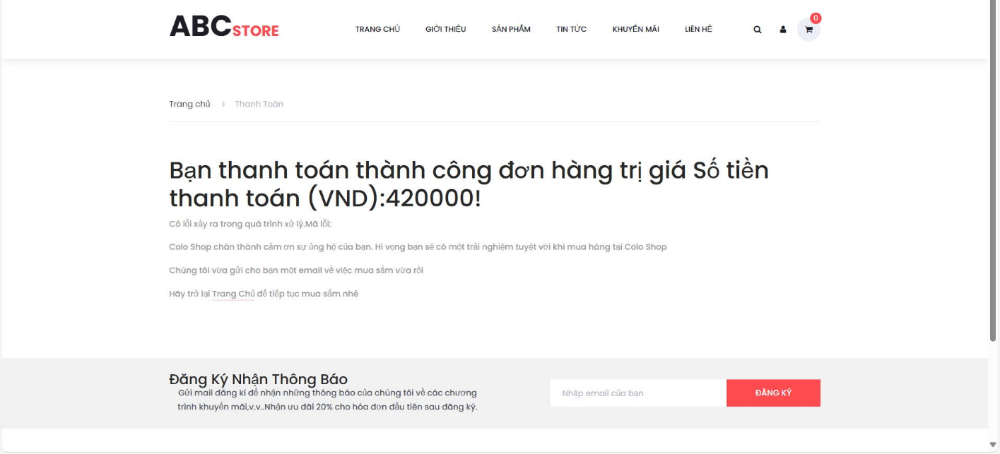 ABCSTORE
TRANG CHỦ GIỚI THIỆU SẢN PHẨM TIN TỨC KHUYẾN MÃI LIÊN HỆ 0
Trang chủ > Thanh Toán
Bạn thanh toán thành công đơn hàng trị giá Số tiền
thanh toán (VND):420000!
Có lỗi xảy ra trong quá trình xử lý.Mã lỗi:
Colo Shop chân thành cảm ơn sự ủng hộ của bạn. Hi vọng bạn sẽ có một trải nghiệm tuyệt vời khi mua hàng tại Colo Shop
Chúng tôi vừa gửi cho bạn một email về việc mua sắm vừa rồi
Hãy trở lại Trang Chủ để tiếp tục mua sắm nhé
Đăng Ký Nhận Thông Báo
Gửi mail đăng kí để nhận những thông báo của chúng tôi về các chương
trình khuyến mãi,v.v..Nhận ưu đãi 20% cho hóa đơn đầu tiên sau đăng ký.
Nhập email của bạn
ĐĂNG KÝ